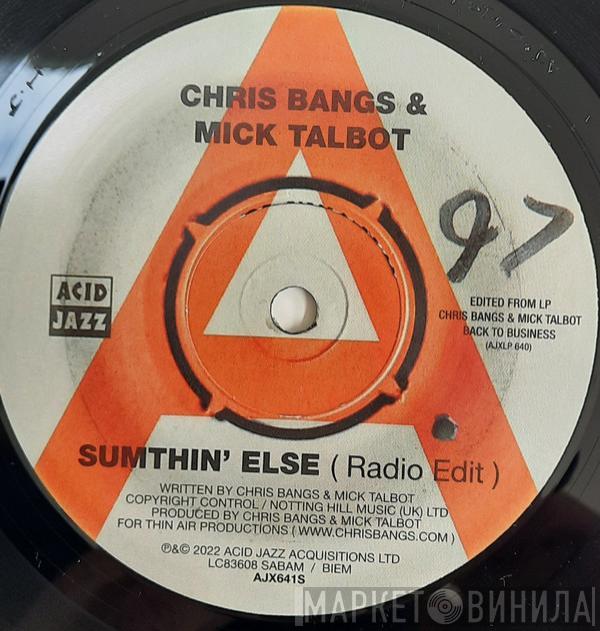 CHRIS BANGS &
MICK TALBOT
97
ACID
JAZZ
EDITED FROM LP
CHRIS BANGS & MICK TALBOT
BACK TO BUSINESS
(AJXLP 640)
SUMTHIN' ELSE ( Radio Edit )
WRITTEN BY CHRIS BANGS & MICK TALBOT
COPYRIGHT CONTROL / NOTTING HILL MUSIC (UK) LTD
PRODUCED BY CHRIS BANGS & MICK TALBOT
FOR THIN AIR PRODUCTIONS ( WWW.CHRISBANGS.COM )
℗&© 2022 ACID JAZZ ACQUISITIONS LTD
LC83608 SABAM / BIEM
AJX641S
МАРКЕТ ВИНИЛА